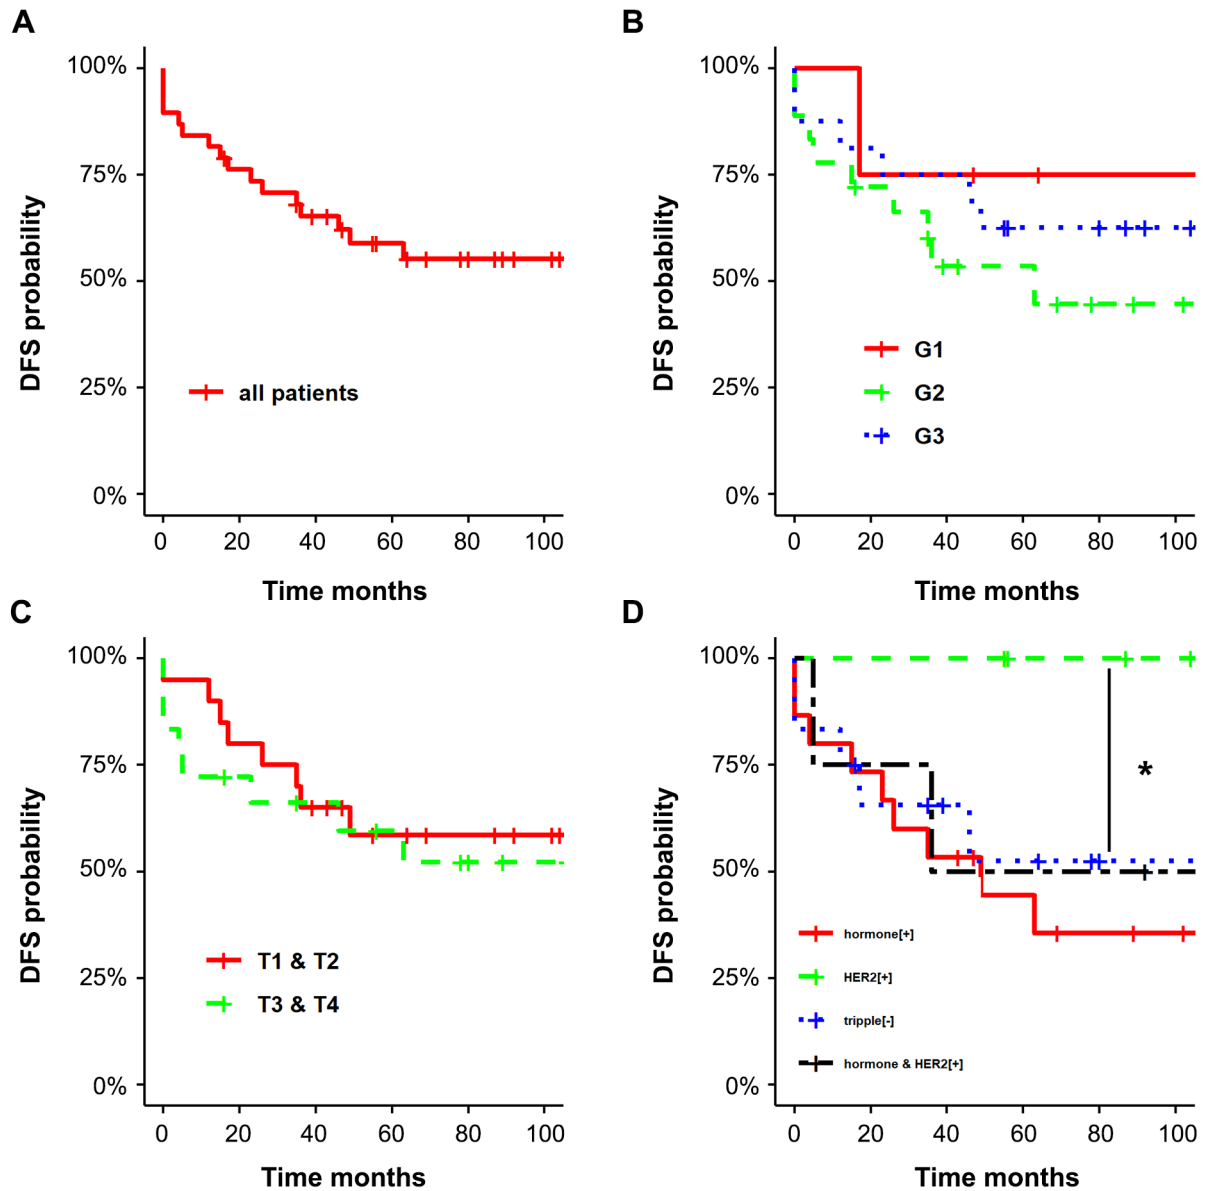 A
100%
75%
50%
25%
0%
DFS probability
all patients
0 20 40 60 80 100
Time months
B
100%
75%
50%
25%
0%
DFS probability
G1
G2
G3
0 20 40 60 80 100
Time months
C
100%
75%
50%
25%
0%
DFS probability
T1 & T2
T3 & T4
0 20 40 60 80 100
Time months
D
100%
75%
50%
25%
0%
DFS probability
*
hormone[+]
HER2[+]
tripple[-]
hormone & HER2[+]
0 20 40 60 80 100
Time months